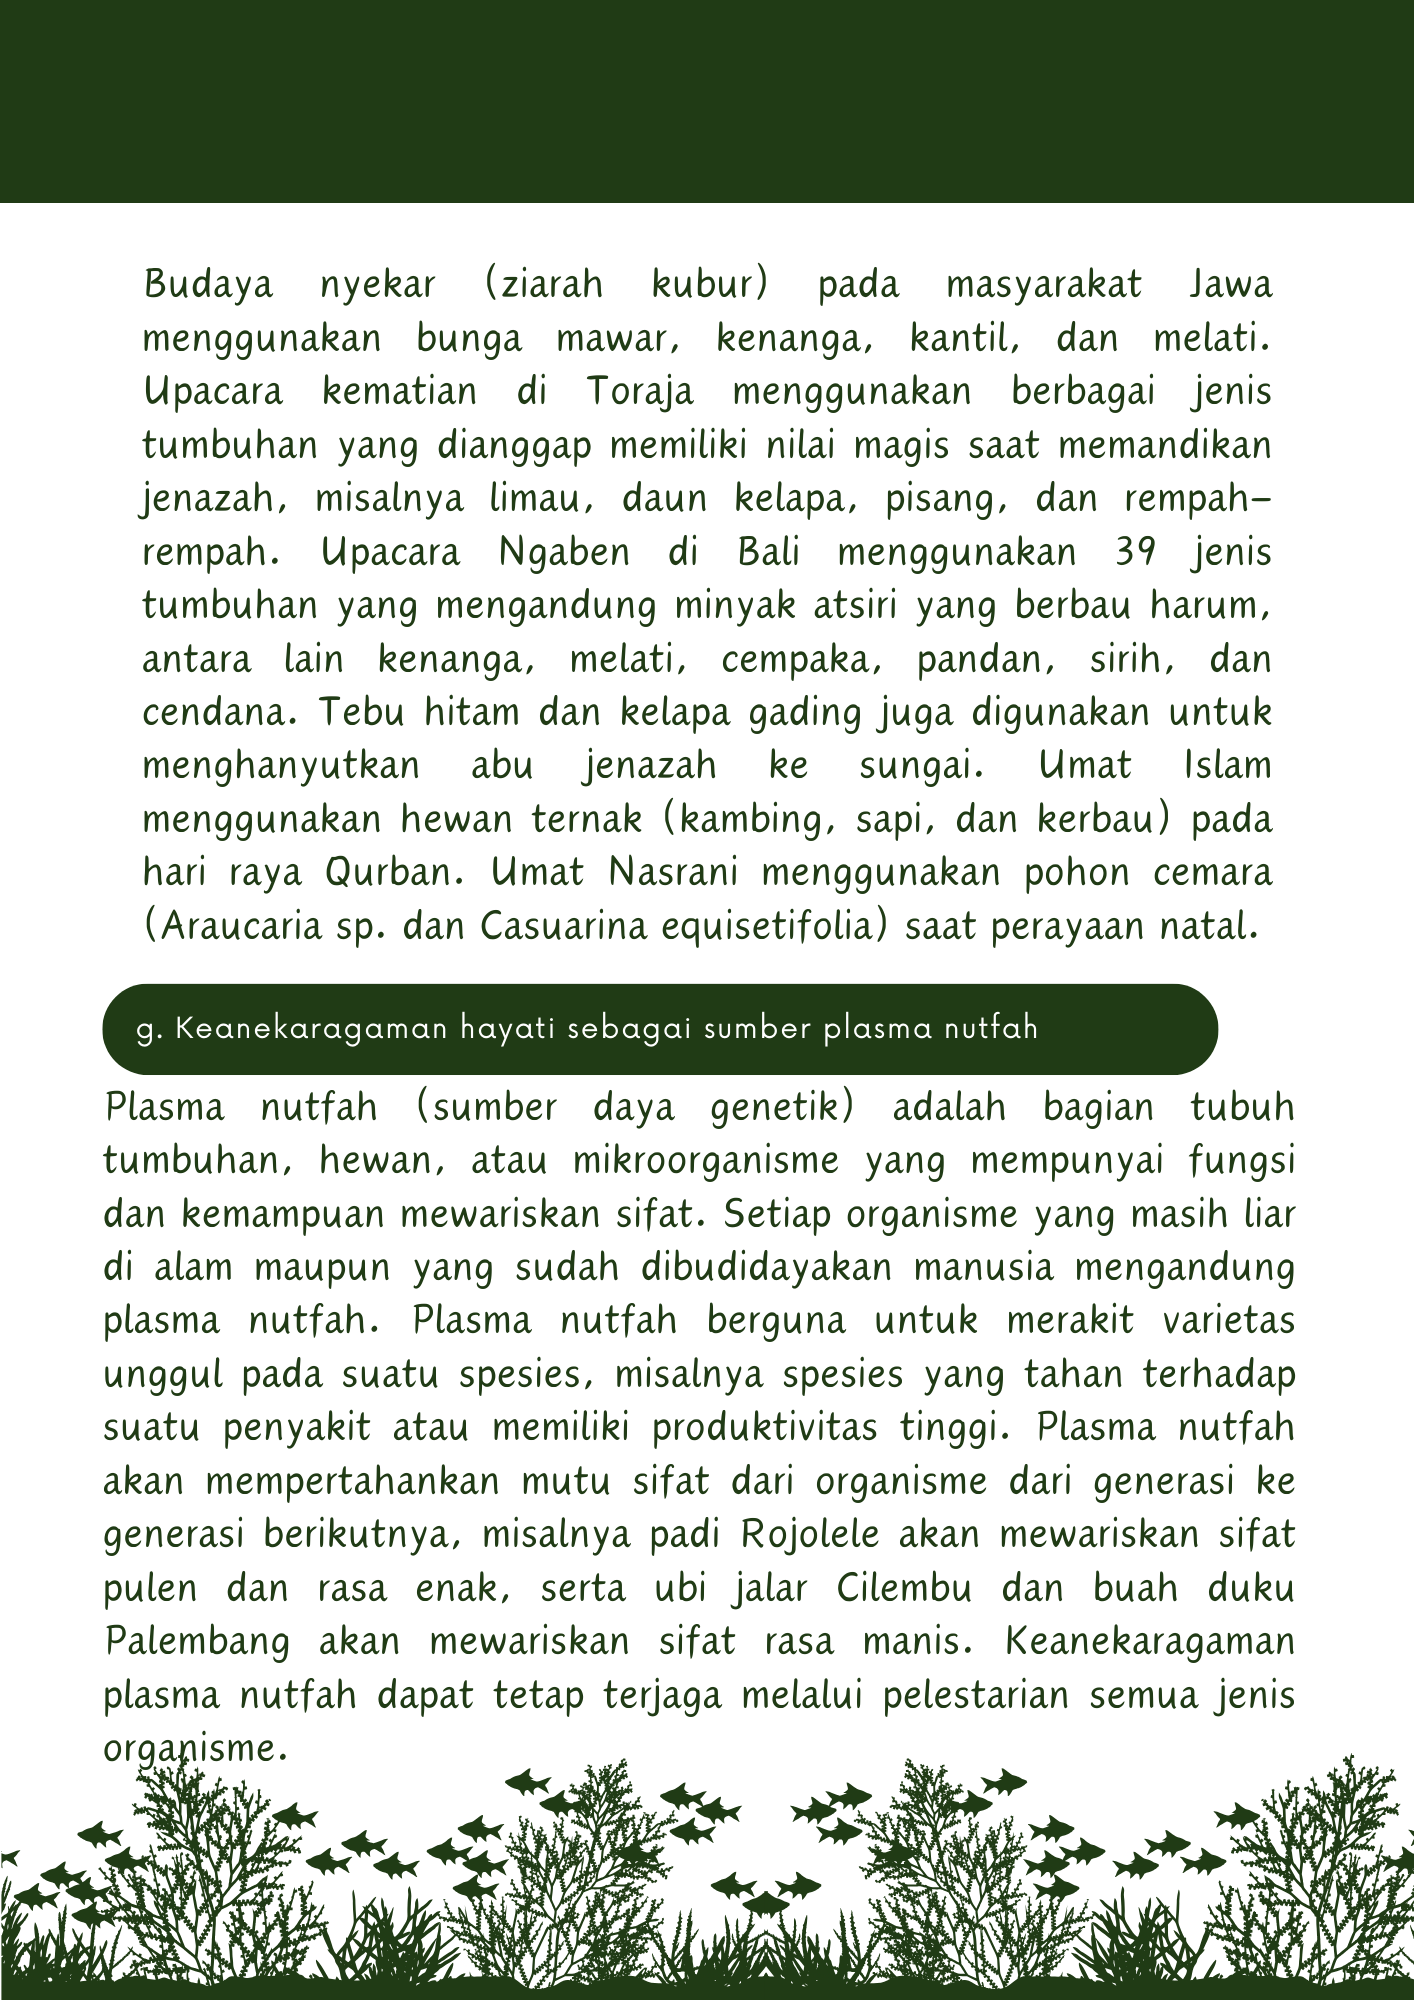 Budaya nyekar (ziarah kubur) pada masyarakat Jawa
menggunakan bunga mawar, kenanga, kantil, dan melati.
Upacara kematian di Toraja menggunakan berbagai jenis
tumbuhan yang dianggap memiliki nilai magis saat memandikan
jenazah, misalnya limau, daun kelapa, pisang, dan rempah-
rempah. Upacara Ngaben di Bali menggunakan 39 jenis
tumbuhan yang mengandung minyak atsiri yang berbau harum,
antara lain kenanga, melati, cempaka, pandan, sirih, dan
cendana. Tebu hitam dan kelapa gading juga digunakan untuk
menghanyutkan abu jenazah ke sungai. Umat Islam
menggunakan hewan ternak (kambing, sapi, dan kerbau) pada
hari raya Qurban. Umat Nasrani menggunakan pohon cemara
(Araucaria sp. dan Casuarina equisetifolia) saat perayaan natal.
g. Keanekaragaman hayati sebagai sumber plasma nutfah
Plasma nutfah (sumber daya genetik) adalah bagian tubuh
tumbuhan, hewan, atau mikroorganisme yang mempunyai fungsi
dan kemampuan mewariskan sifat. Setiap organisme yang masih liar
di alam maupun yang sudah dibudidayakan manusia mengandung
plasma nutfah. Plasma nutfah berguna untuk merakit varietas
unggul pada suatu spesies, misalnya spesies yang tahan terhadap
suatu penyakit atau memiliki produktivitas tinggi. Plasma nutfah
akan mempertahankan mutu sifat dari organisme dari generasi ke
generasi berikutnya, misalnya padi Rojolele akan mewariskan sifat
pulen dan rasa enak, serta ubi jalar Cilembu dan buah duku
Palembang akan mewariskan sifat rasa manis. Keanekaragaman
plasma nutfah dapat tetap terjaga melalui pelestarian semua jenis
organisme.